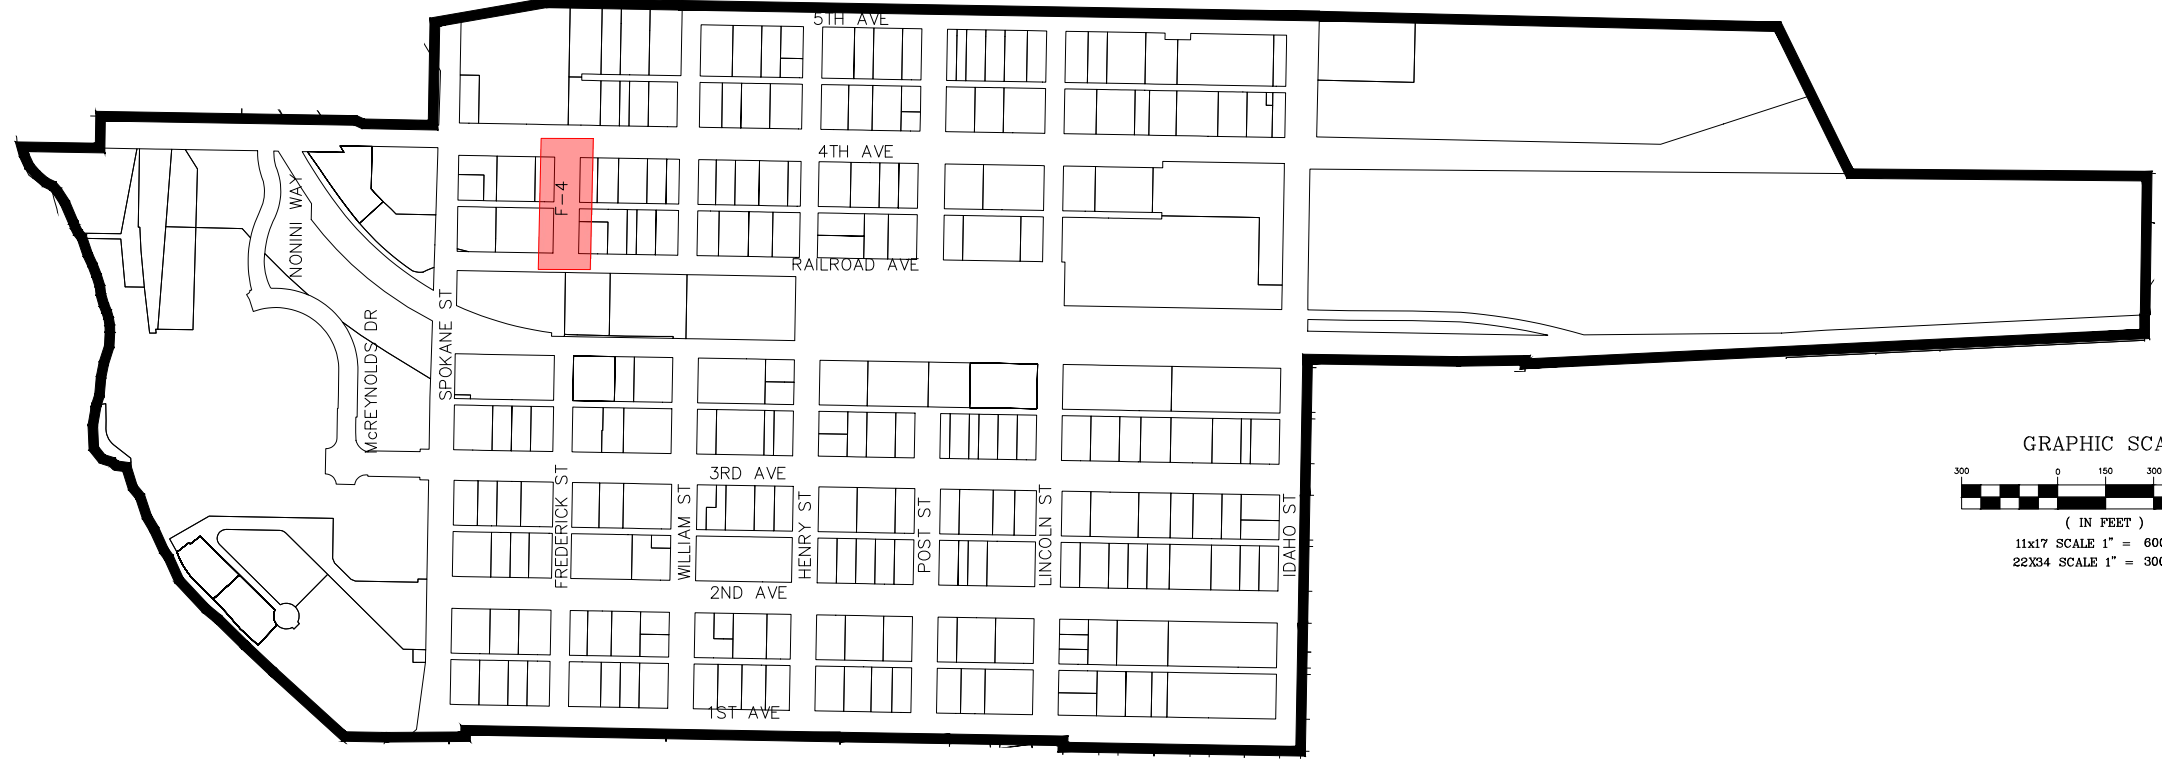 5TH AVE
4TH AVE
F-4
NONINI WAY
RAILROAD AVE
SPOKANE ST
McREYNOLDS DR
GRAPHIC SCA
300 0 150 300
( IN FEET )
11x17 SCALE 1" = 600
22X34 SCALE 1" = 300
3RD AVE
FREDERICK ST
WILLIAM ST
HENRY ST
POST ST
LINCOLN ST
IDAHO ST
2ND AVE
1ST AVE